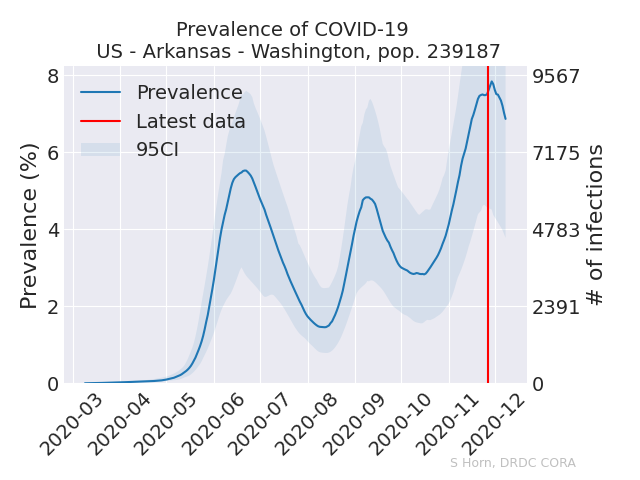 Prevalence of COVID-19
US - Arkansas - Washington, pop. 239187
Prevalence
Latest data
95CI
Prevalence (%)
8
6
4
2
0
9567
7175
4783
2391
0
# of infections
2020-03
2020-04
2020-05
2020-06
2020-07
2020-08
2020-09
2020-10
2020-11
2020-12
S Horn, DRDC CORA